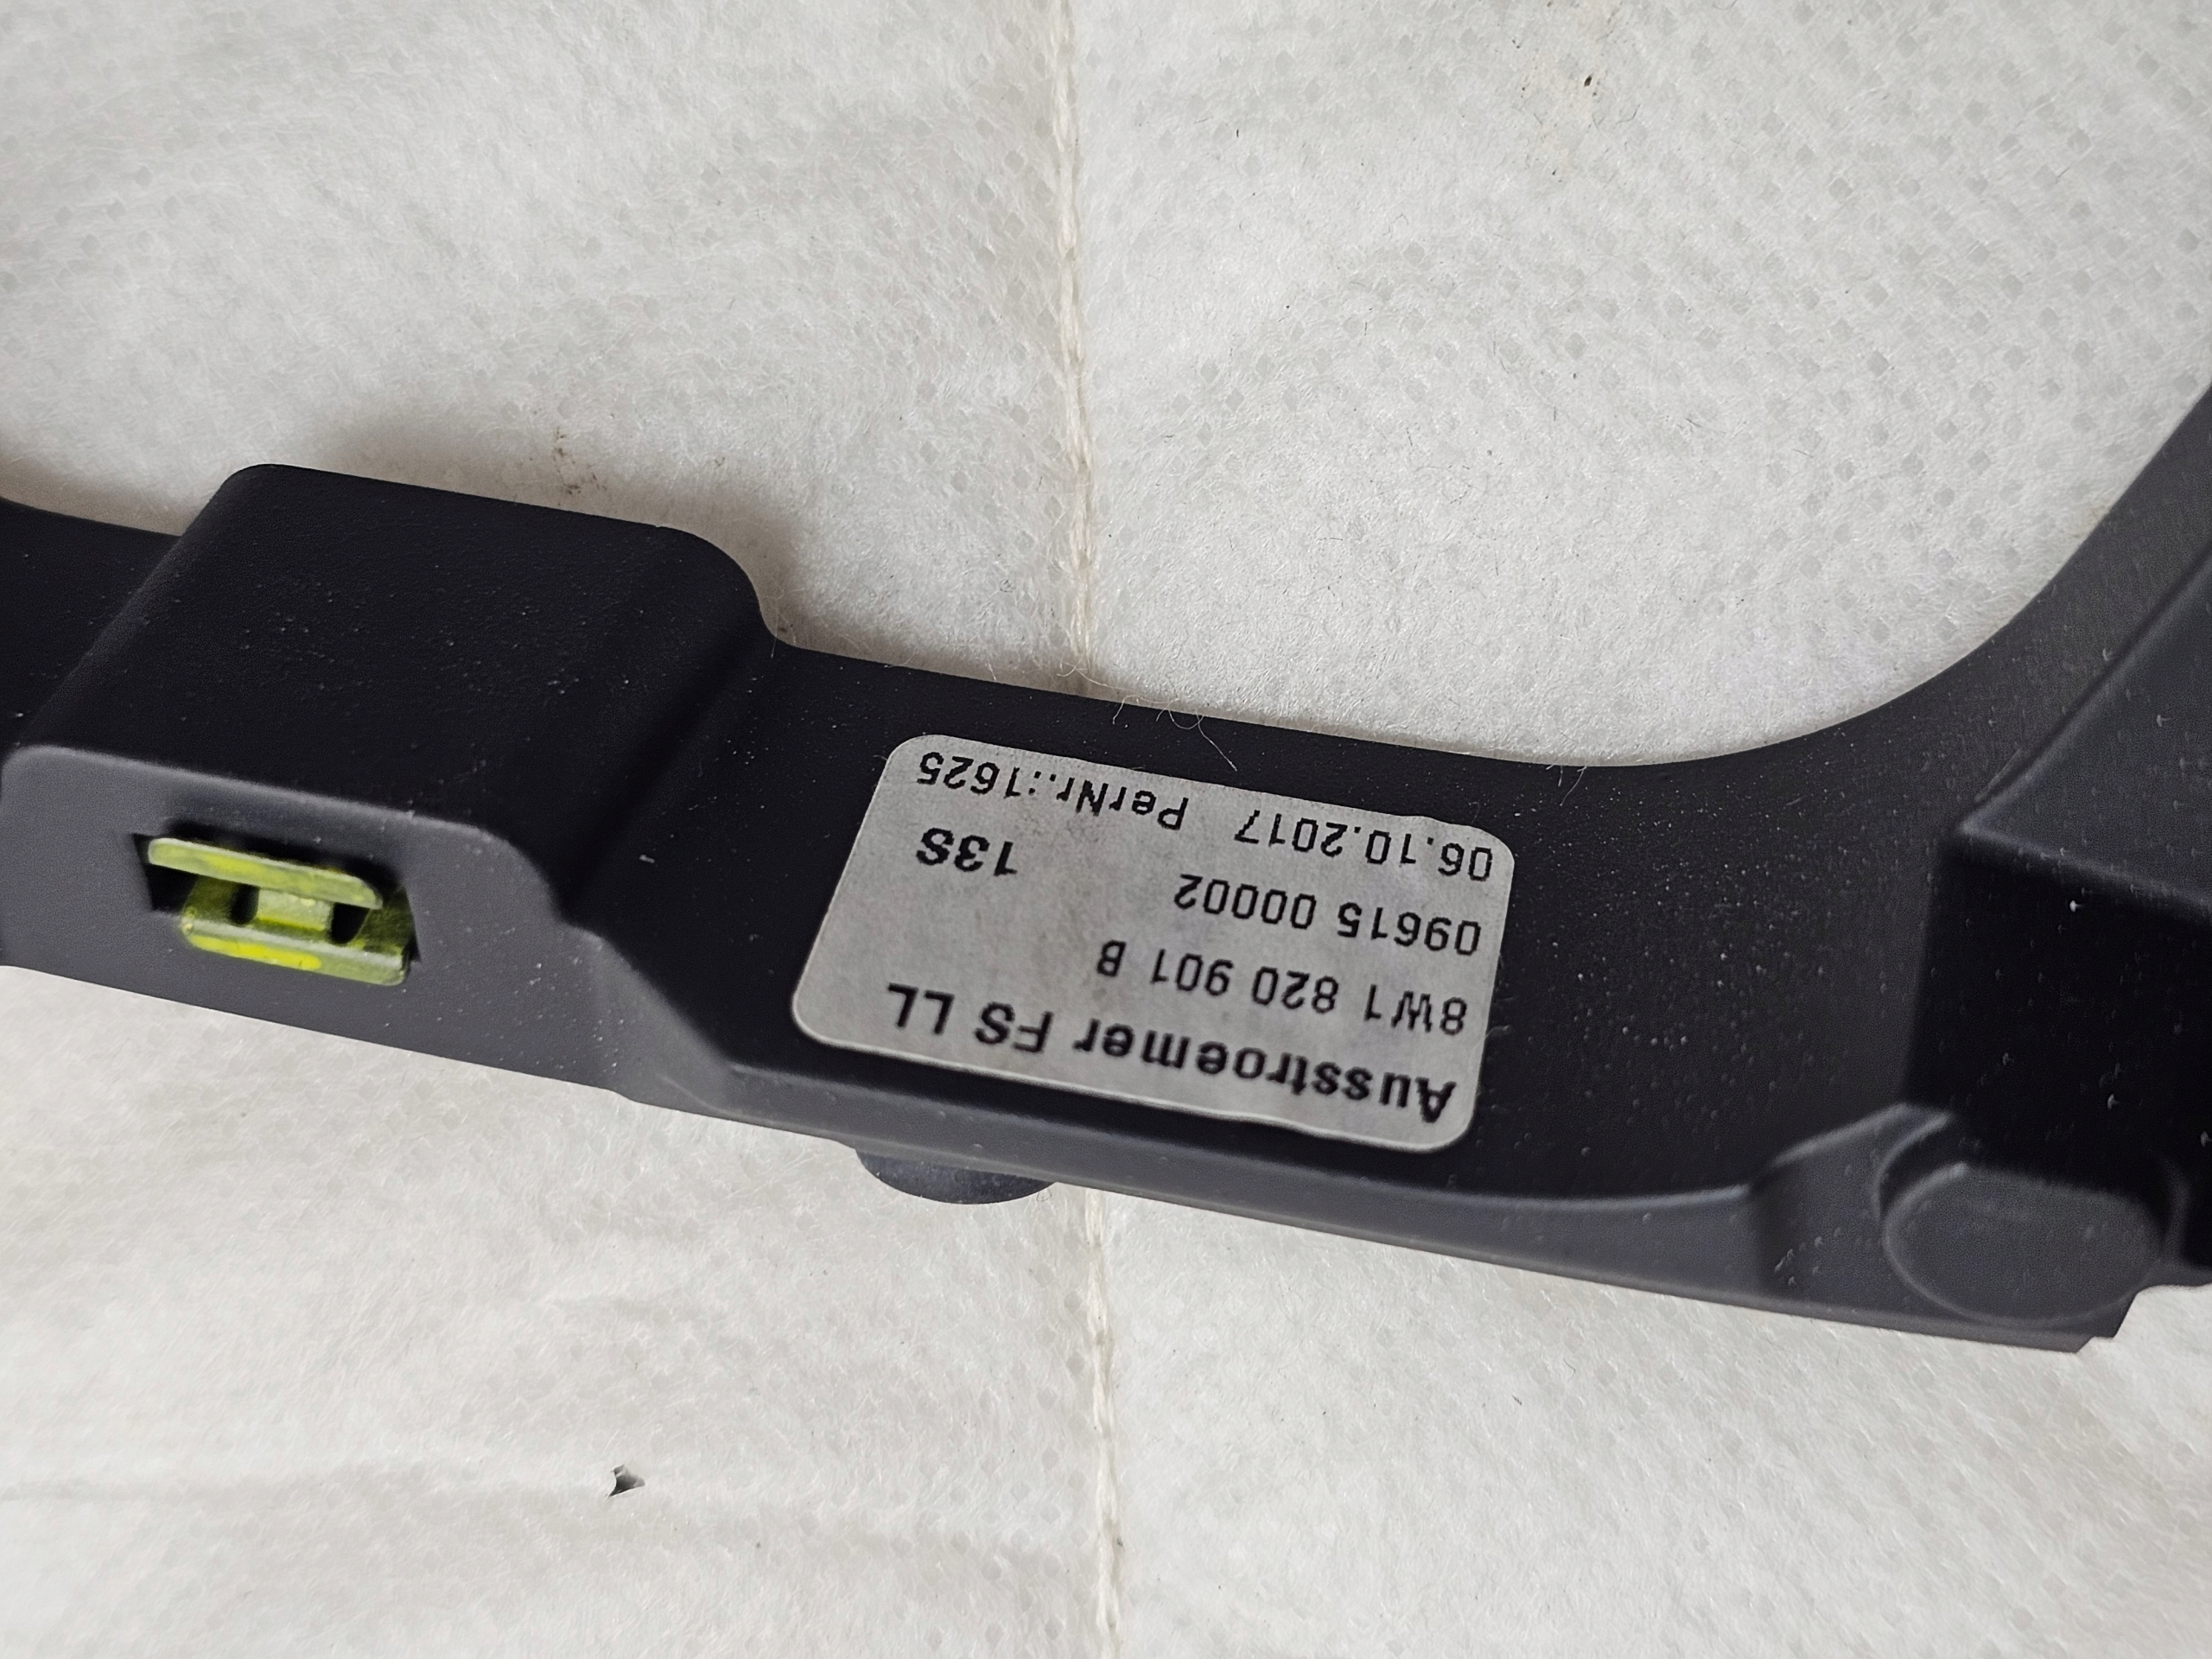 Ausstroemer FS LL
8W1 820 901 B
09615 00002 13S
06.10.2017 PerNr.:1625